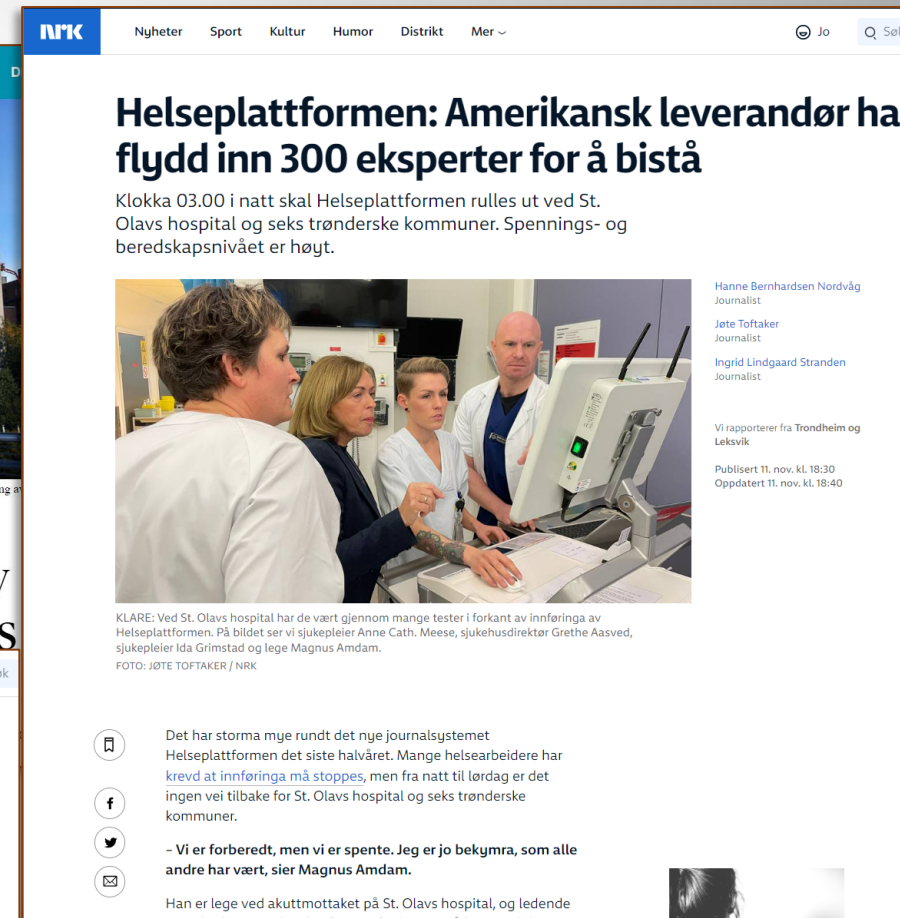 NRK
Nyheter Sport Kultur Humor Distrikt Mer
Jo
Helseplattformen: Amerikansk leverandør ha
flydd inn 300 eksperter for å bistå
Klokka 03.00 i natt skal Helseplattformen rulles ut ved St.
Olavs hospital og seks trønderske kommuner. Spennings- og
beredskapsnivået er høyt.
Hanne Bernhardsen Nordvåg
Journalist
Jøte Toftaker
Journalist
Ingrid Lindgaard Stranden
Journalist
Vi rapporterer fra Trondheim og
Leksvik
Publisert 11. nov. kl. 18:30
Oppdatert 11. nov. kl. 18:40
KLARE: Ved St. Olavs hospital har de vært gjennom mange tester i forkant av innføringa av
Helseplattformen. På bildet ser vi sjukepleier Anne Cath. Meese, sjukehusdirektør Grethe Aasved,
sjukepleier Ida Grimstad og lege Magnus Amdam.
FOTO: JØTE TOFTAKER / NRK
Det har storma mye rundt det nye journalsystemet
Helseplattformen det siste halvåret. Mange helsearbeidere har
krevd at innføringa må stoppes, men fra natt til lørdag er det
ingen vei tilbake for St. Olavs hospital og seks trønderske
kommuner.
– Vi er forberedt, men vi er spente. Jeg er jo bekymra, som alle
andre har vært, sier Magnus Amdam.
Han er lege ved akuttmottaket på St. Olavs hospital, og ledende